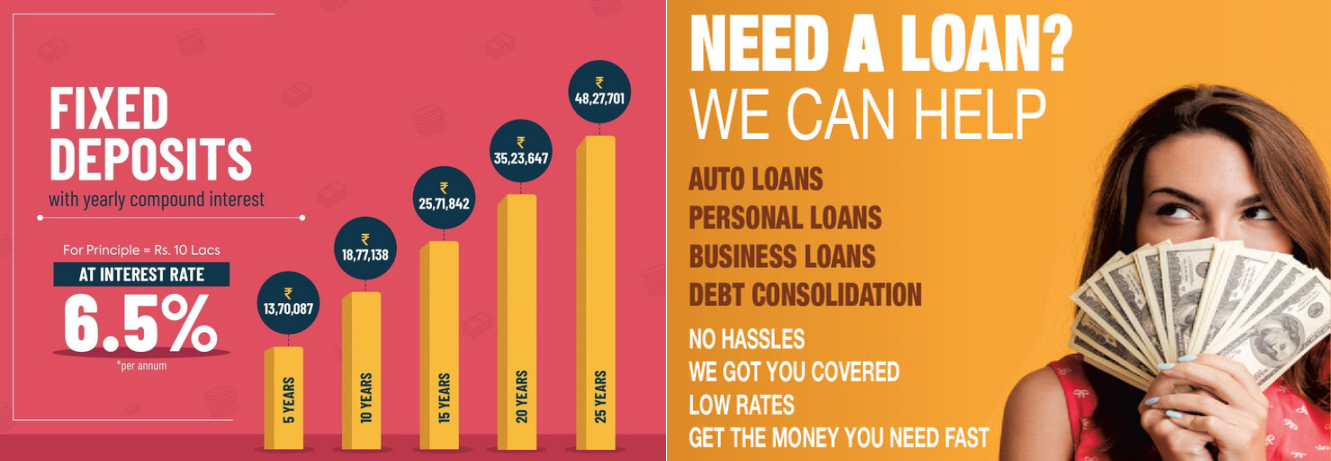 FIXED
DEPOSITS
with yearly compound interest
For Principle = Rs. 10 Lacs
AT INTEREST RATE
6.5%
*per annum
₹
13,70,087
5 YEARS
₹
18,77,138
10 YEARS
₹
25,71,842
15 YEARS
₹
35,23,647
20 YEARS
₹
48,27,701
25 YEARS
NEED A LOAN?
WE CAN HELP
AUTO LOANS
PERSONAL LOANS
BUSINESS LOANS
DEBT CONSOLIDATION
NO HASSLES
WE GOT YOU COVERED
LOW RATES
GET THE MONEY YOU NEED FAST